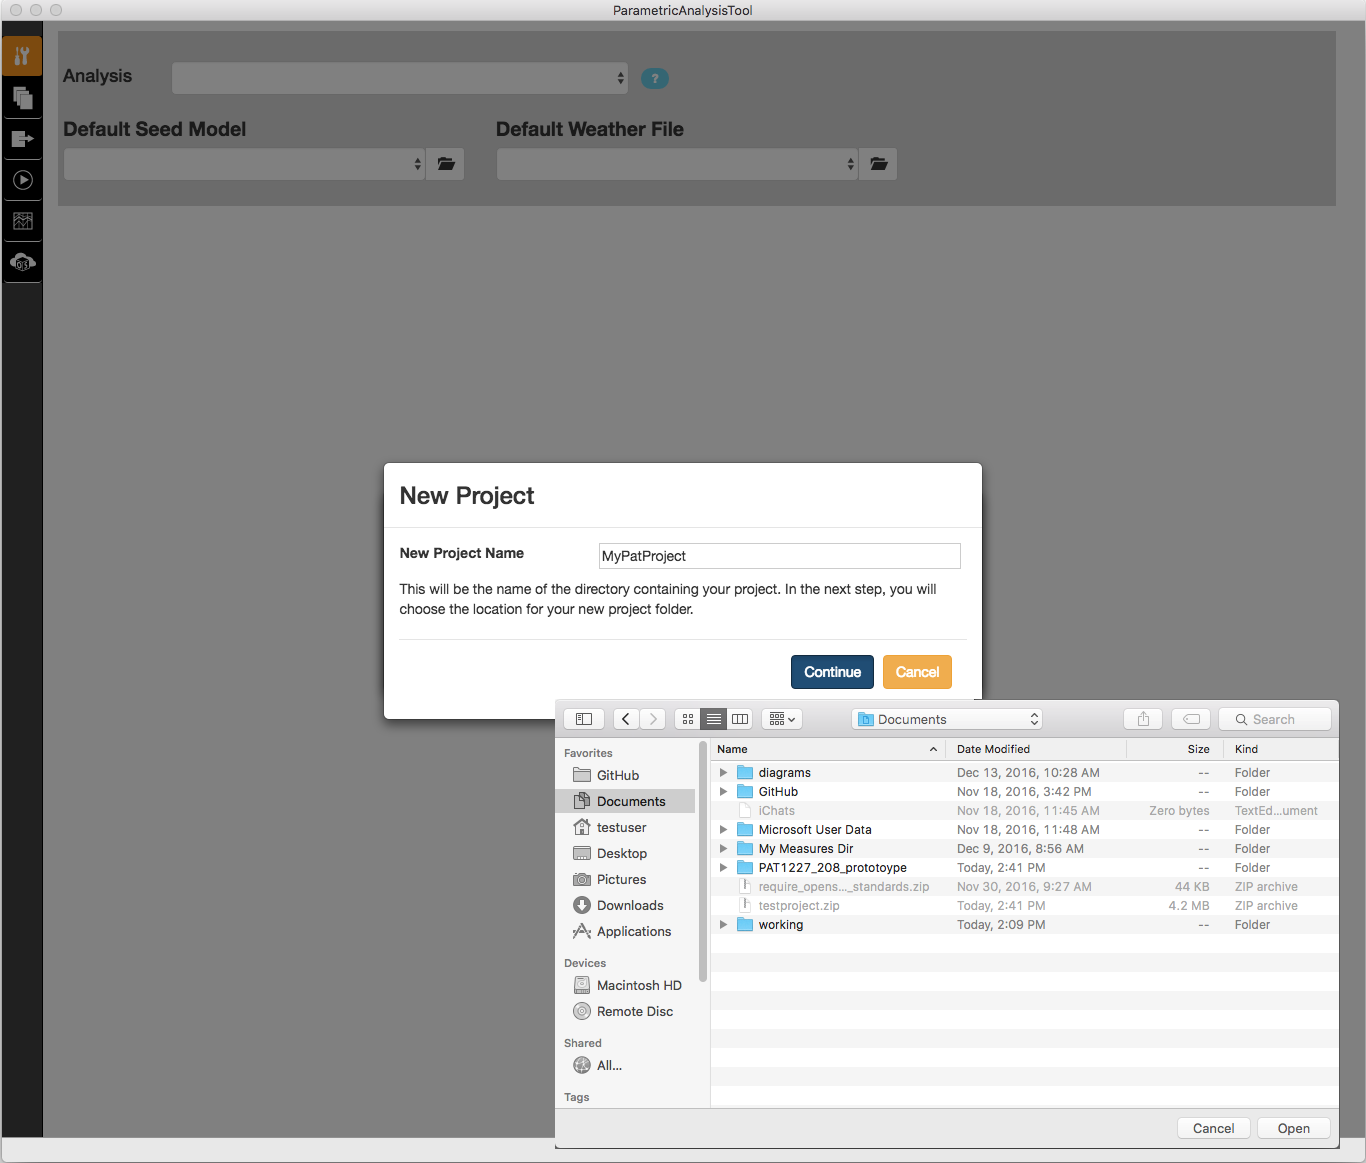 ParametricAnalysisTool
Analysis
?
Default Seed Model Default Weather File
New Project
New Project Name MyPatProject
This will be the name of the directory containing your project. In the next step, you will
choose the location for your new project folder.
Continue Cancel
Documents Search
Favorites
GitHub
Documents
testuser
Desktop
Pictures
Downloads
Applications
Devices
Macintosh HD
Remote Disc
Shared
All...
Tags
Name Date Modified Size Kind
diagrams Dec 13, 2016, 10:28 AM -- Folder
GitHub Nov 18, 2016, 3:42 PM -- Folder
iChats Nov 18, 2016, 11:45 AM Zero bytes TextEd...ument
Microsoft User Data Nov 18, 2016, 11:48 AM -- Folder
My Measures Dir Dec 9, 2016, 8:56 AM -- Folder
PAT1227_208_prototoype Today, 2:41 PM -- Folder
require_opens..._standards.zip Nov 30, 2016, 9:27 AM 44 KB ZIP archive
testproject.zip Today, 2:41 PM 4.2 MB ZIP archive
working Today, 2:09 PM -- Folder
Cancel Open